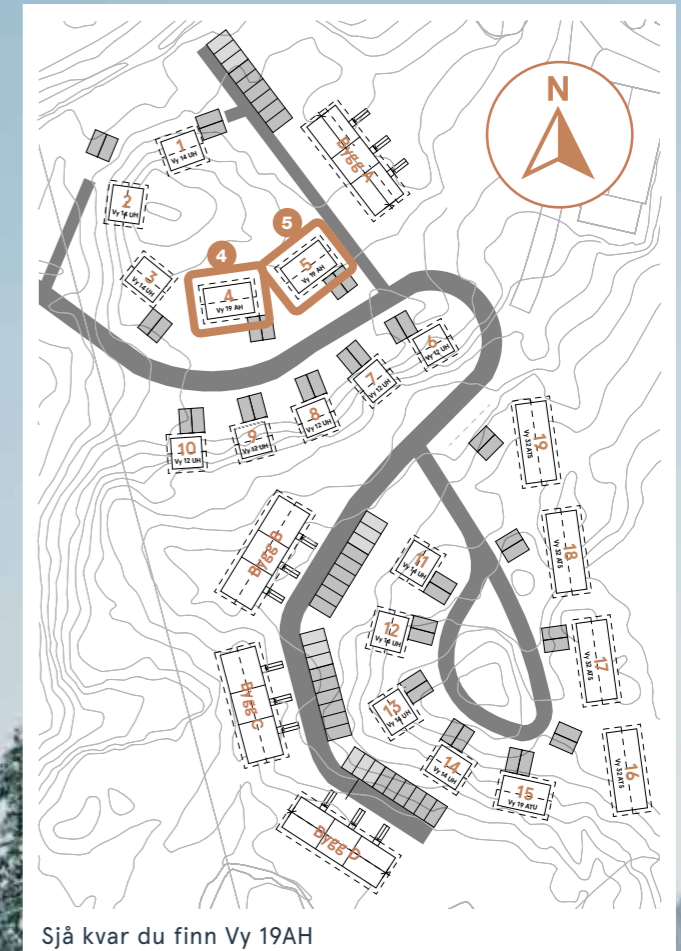 N
Bygg A
1
Vy 14 UH
2
Vy 14 UH
3
Vy 14 UH
4
4
Vy 19 AH
5
5
Vy 19 AH
6
Vy 12 UH
7
Vy 12 UH
8
Vy 12 UH
9
Vy 12 UH
10
Vy 12 UH
19
Vy 32 ATS
18
Vy 32 ATS
17
Vy 32 ATS
16
Vy 32 ATS
Bygg B
11
Vy 14 UH
12
Vy 14 UH
Bygg C
13
Vy 14 UH
14
Vy 14 UH
15
Vy 19 ATU
Bygg D
Sjå kvar du finn Vy 19AH